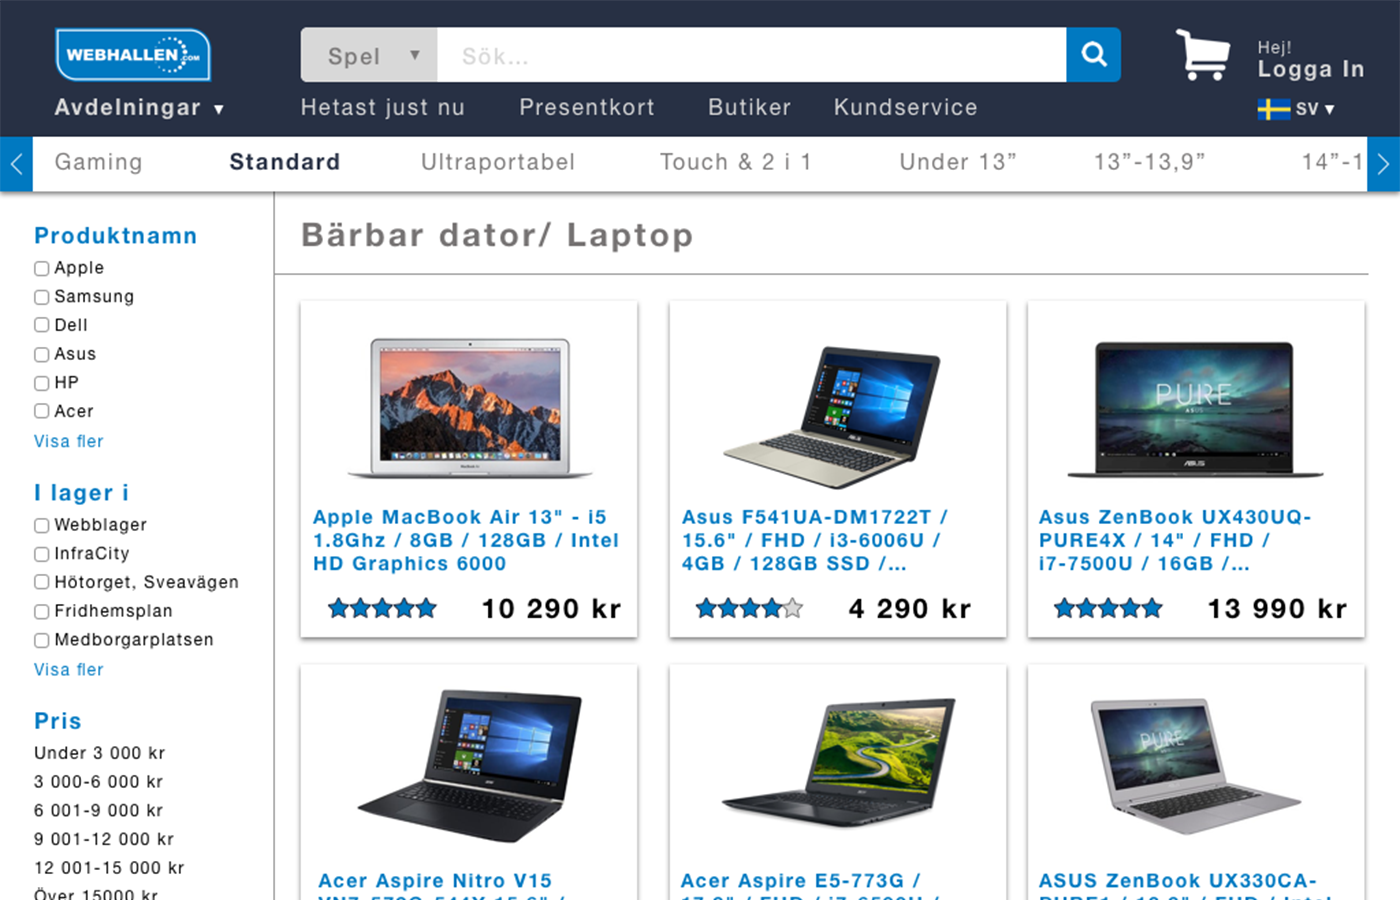 WEBHALLEN.COM
Spel ▼
Sök...
Hej!
Logga In
Avdelningar ▼
Hetast just nu
Presentkort
Butiker
Kundservice
SV ▼
Gaming
Standard
Ultraportabel
Touch & 2 i 1
Under 13”
13”-13,9”
14”-1
Produktnamn
Apple
Samsung
Dell
Asus
HP
Acer
Visa fler
I lager i
Webblager
InfraCity
Hötorget, Sveavägen
Fridhemsplan
Medborgarplatsen
Visa fler
Pris
Under 3 000 kr
3 000-6 000 kr
6 001-9 000 kr
9 001-12 000 kr
12 001-15 000 kr
Över 15000 kr
Bärbar dator/ Laptop
Apple MacBook Air 13" - i5
1.8Ghz / 8GB / 128GB / Intel
HD Graphics 6000
10 290 kr
Asus F541UA-DM1722T /
15.6" / FHD / i3-6006U /
4GB / 128GB SSD /...
4 290 kr
PURE
ASUS
ASUS
Asus ZenBook UX430UQ-
PURE4X / 14" / FHD /
i7-7500U / 16GB /...
13 990 kr
Acer Aspire Nitro V15
Acer Aspire E5-773G /
PURE
ASUS ZenBook UX330CA-